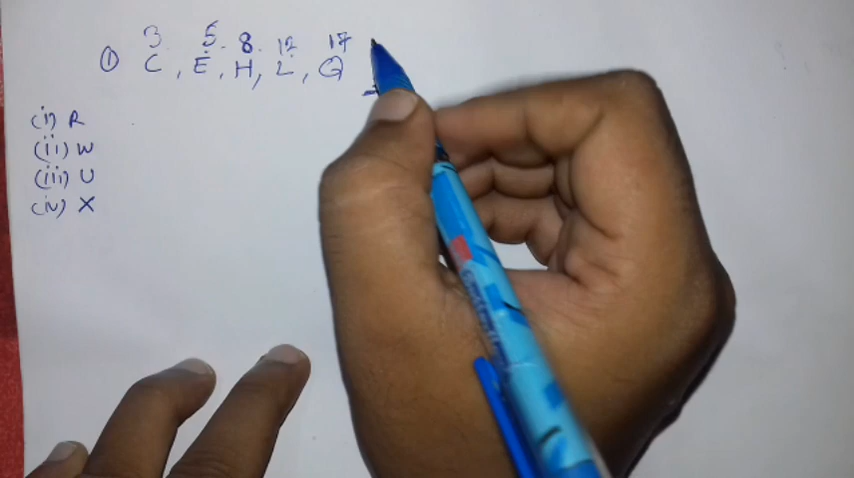 3 5 8 12 17
① C, E, H, L, Q
(i) R
(ii) W
(iii) U
(iv) X